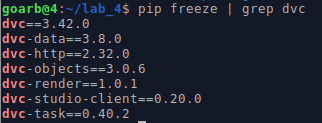 goarb@4:~/lab_4$ pip freeze | grep dvc
dvc==3.42.0
dvc-data==3.8.0
dvc-http==2.32.0
dvc-objects==3.0.6
dvc-render==1.0.1
dvc-studio-client==0.20.0
dvc-task==0.40.2